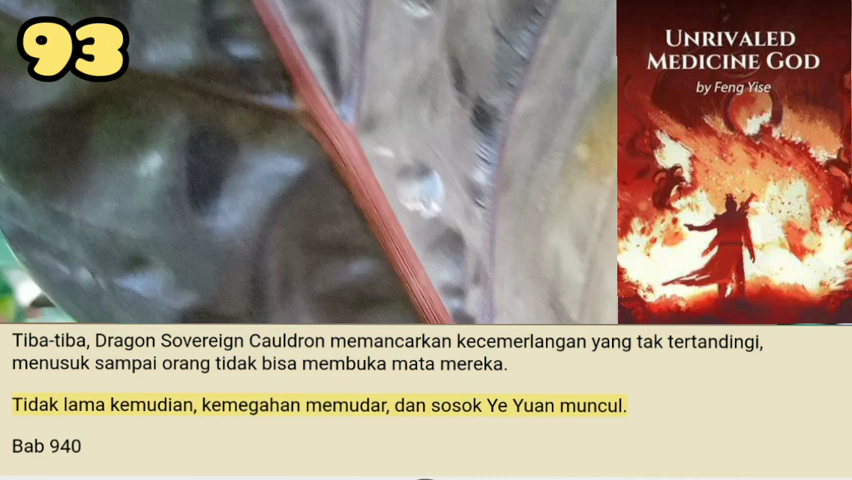 93
UNRIVALED
MEDICINE GOD
by Feng Yise
Tiba-tiba, Dragon Sovereign Cauldron memancarkan kecemerlangan yang tak tertandingi,
menusuk sampai orang tidak bisa membuka mata mereka.
Tidak lama kemudian, kemegahan memudar, dan sosok Ye Yuan muncul.
Bab 940